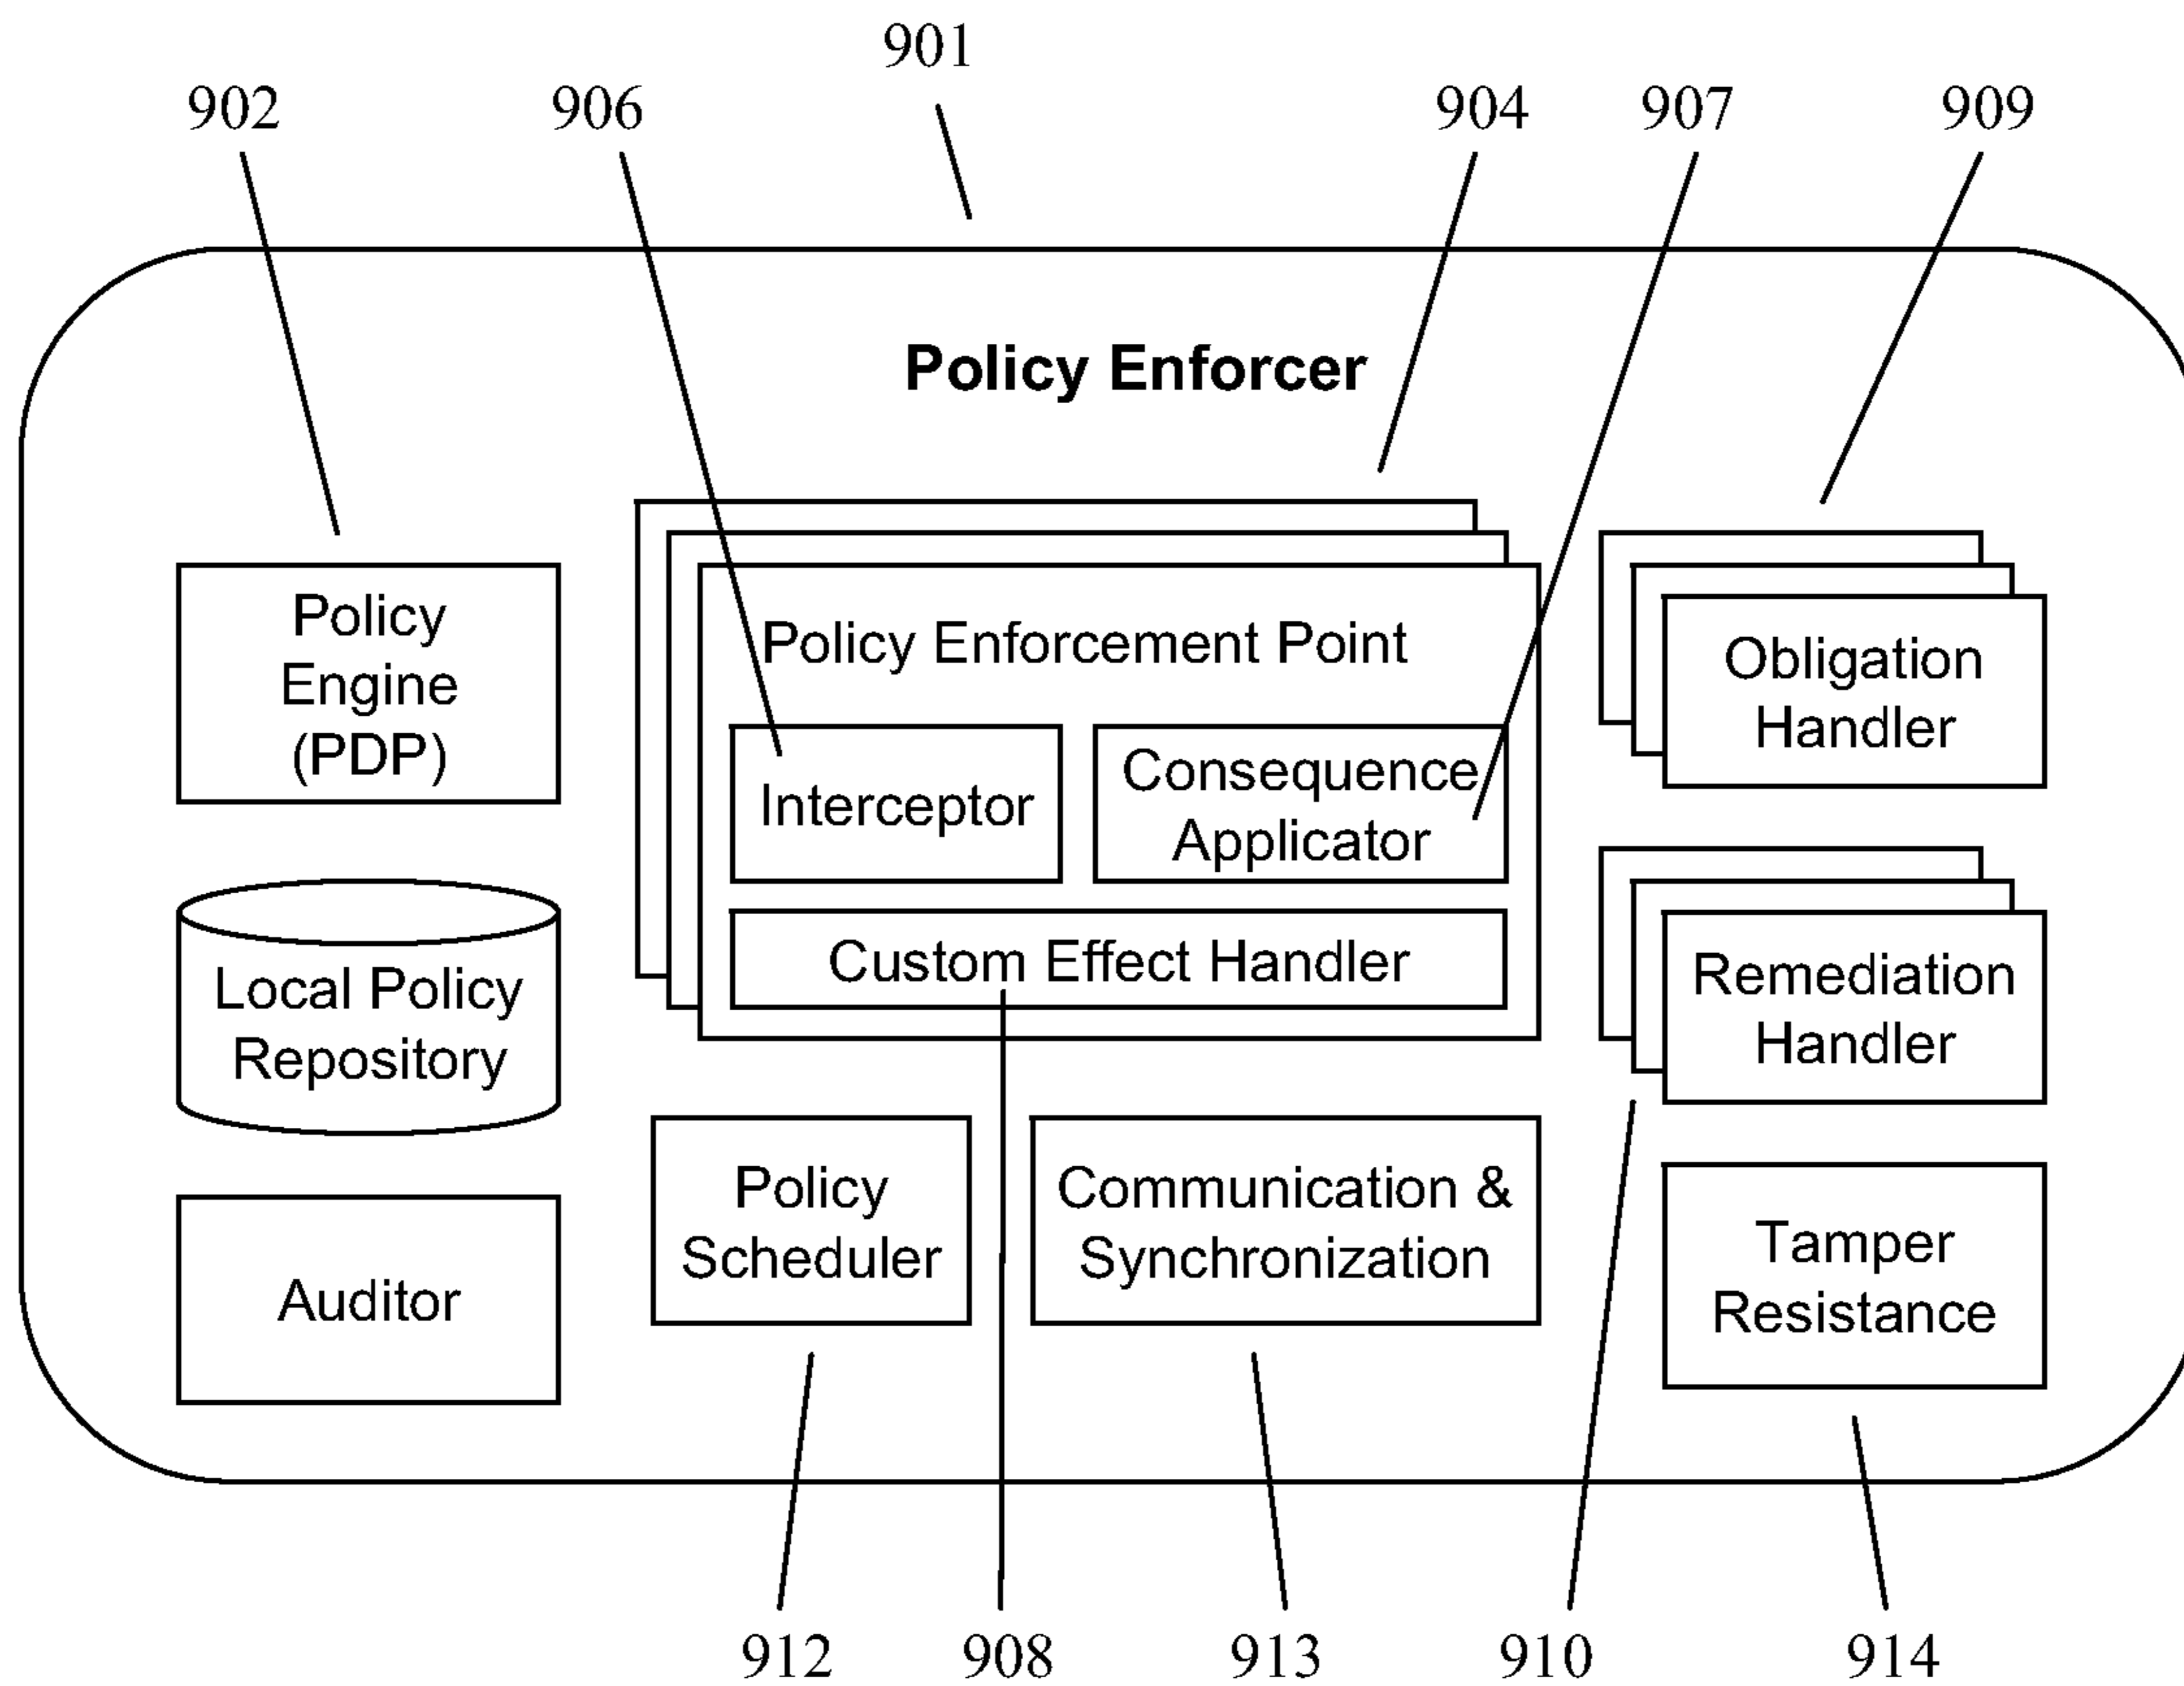 901
902
906
904
907
909
Policy Enforcer
Policy
Engine
(PDP)
Policy Enforcement Point
Interceptor
Consequence
Applicator
Custom Effect Handler
Obligation
Handler
Local Policy
Repository
Remediation
Handler
Auditor
Policy
Scheduler
Communication &
Synchronization
Tamper
Resistance
912
908
913
910
914